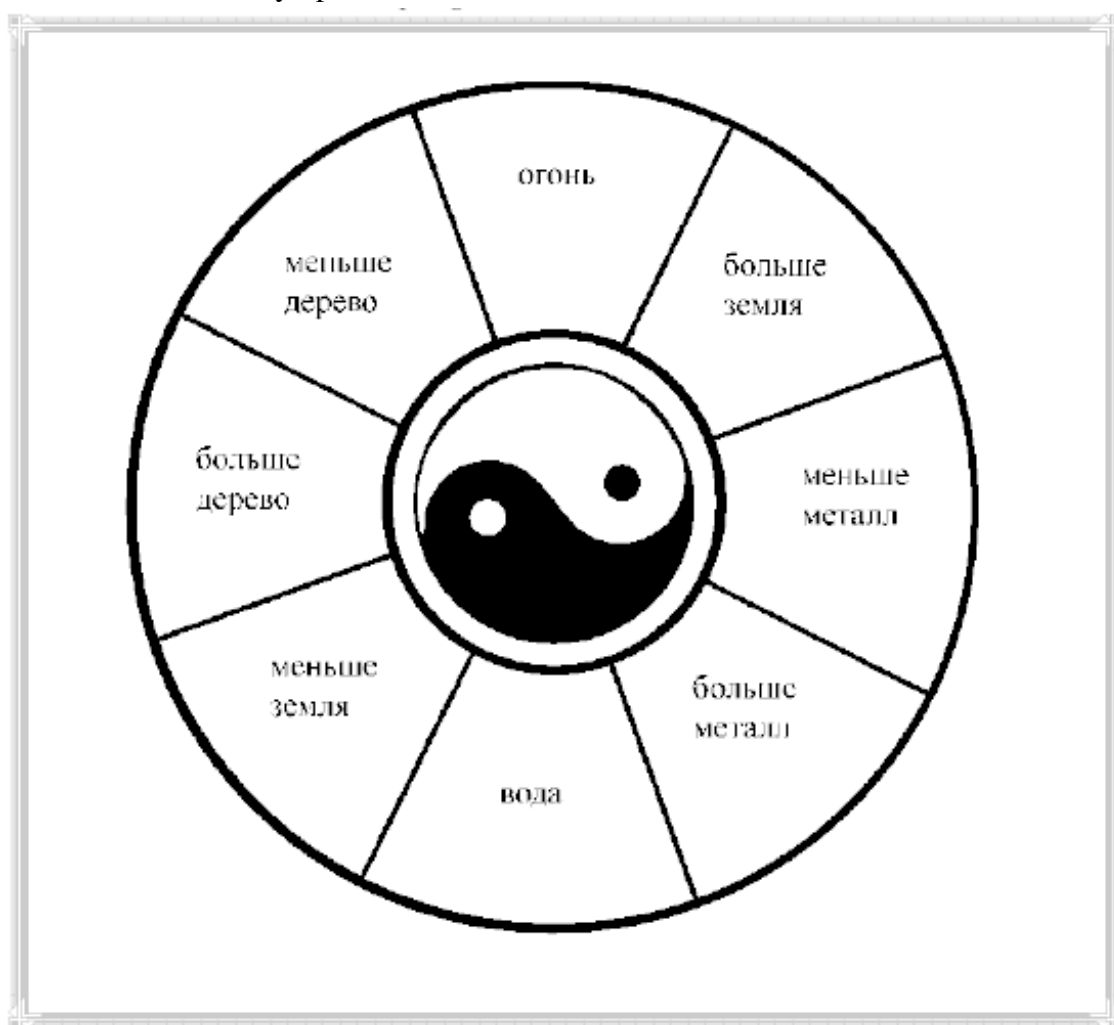 огонь
больше
земля
меньше
металл
больше
металл
вода
меньше
земля
больше
дерево
меньше
дерево